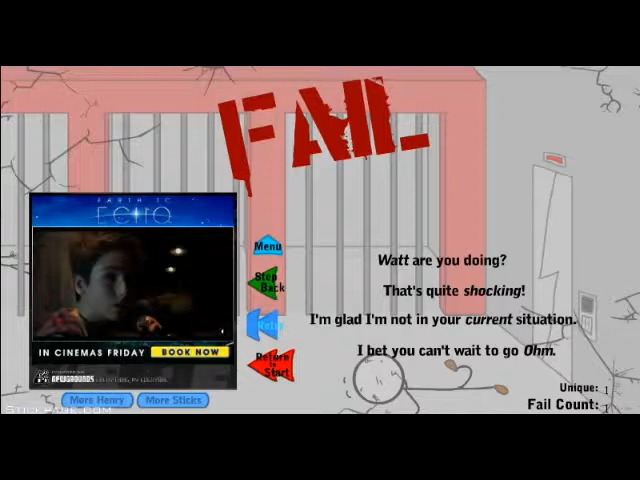 FAIL
EARTH TO
ECHO
IN CINEMAS FRIDAY
BOOK NOW
NEWGROUNDS
More Henry
More Sticks
STICKPAGE.COM
Menu
Step
Back
Retry
Return
to
Start
Watt are you doing?
That's quite shocking!
I'm glad I'm not in your current situation.
I bet you can't wait to go Ohm.
Unique: 1
Fail Count: 1